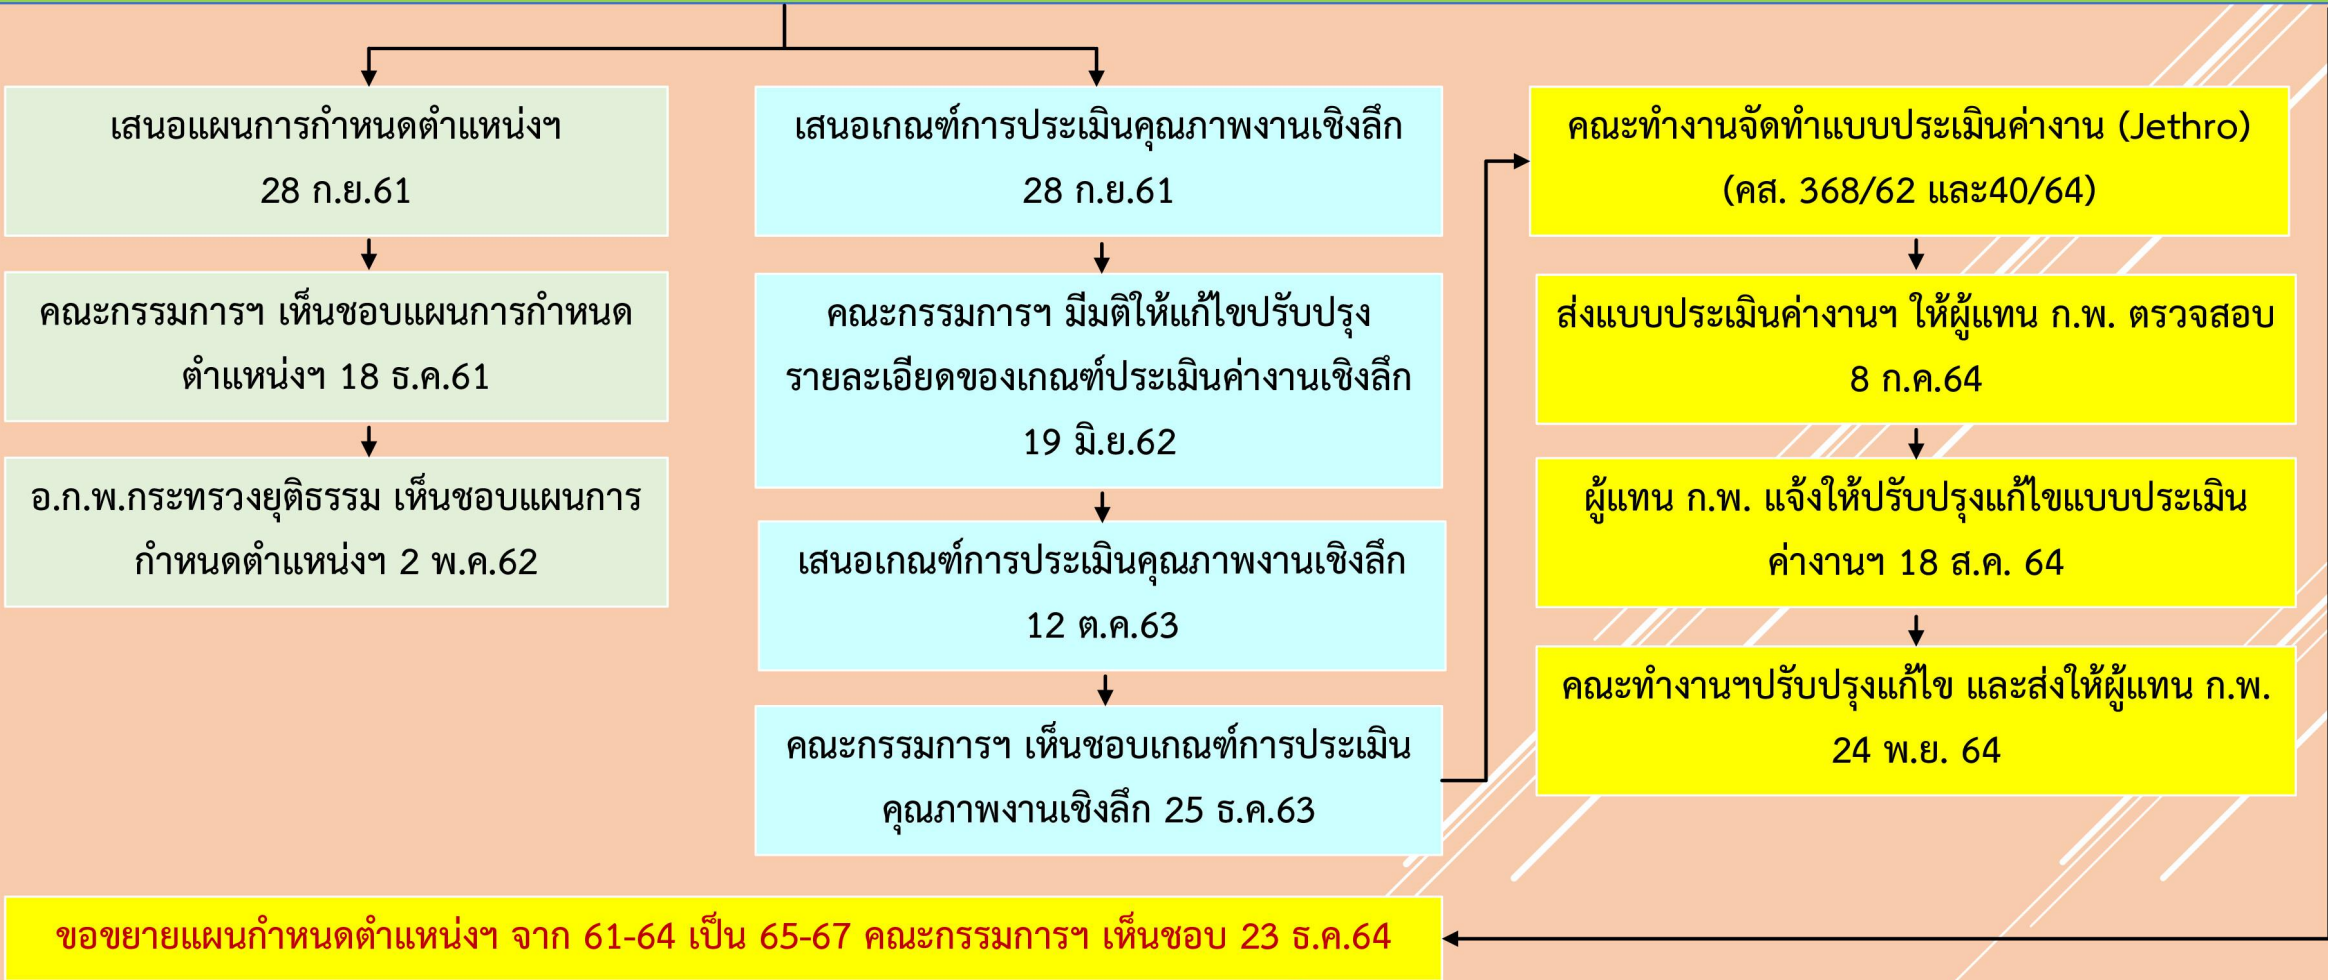 เสนอแผนการกำหนดตำแหน่งฯ
28 ก.ย.61
คณะกรรมการฯ เห็นชอบแผนการกำหนด
ตำแหน่งฯ 18 ธ.ค.61
อ.ก.พ.กระทรวงยุติธรรม เห็นชอบแผนการ
กำหนดตำแหน่งฯ 2 พ.ค.62
เสนอเกณฑ์การประเมินคุณภาพงานเชิงลึก
28 ก.ย.61
คณะกรรมการฯ มีมติให้แก้ไขปรับปรุง
รายละเอียดของเกณฑ์ประเมินค่างานเชิงลึก
19 มิ.ย.62
เสนอเกณฑ์การประเมินคุณภาพงานเชิงลึก
12 ต.ค.63
คณะกรรมการฯ เห็นชอบเกณฑ์การประเมิน
คุณภาพงานเชิงลึก 25 ธ.ค.63
คณะทำงานจัดทำแบบประเมินค่างาน (Jethro)
(คส. 368/62 และ40/64)
ส่งแบบประเมินค่างานฯ ให้ผู้แทน ก.พ. ตรวจสอบ
8 ก.ค.64
ผู้แทน ก.พ. แจ้งให้ปรับปรุงแก้ไขแบบประเมิน
ค่างานฯ 18 ส.ค. 64
คณะทำงานฯปรับปรุงแก้ไข และส่งให้ผู้แทน ก.พ.
24 พ.ย. 64
ขอขยายแผนกำหนดตำแหน่งฯ จาก 61-64 เป็น 65-67 คณะกรรมการฯ เห็นชอบ 23 ธ.ค.64